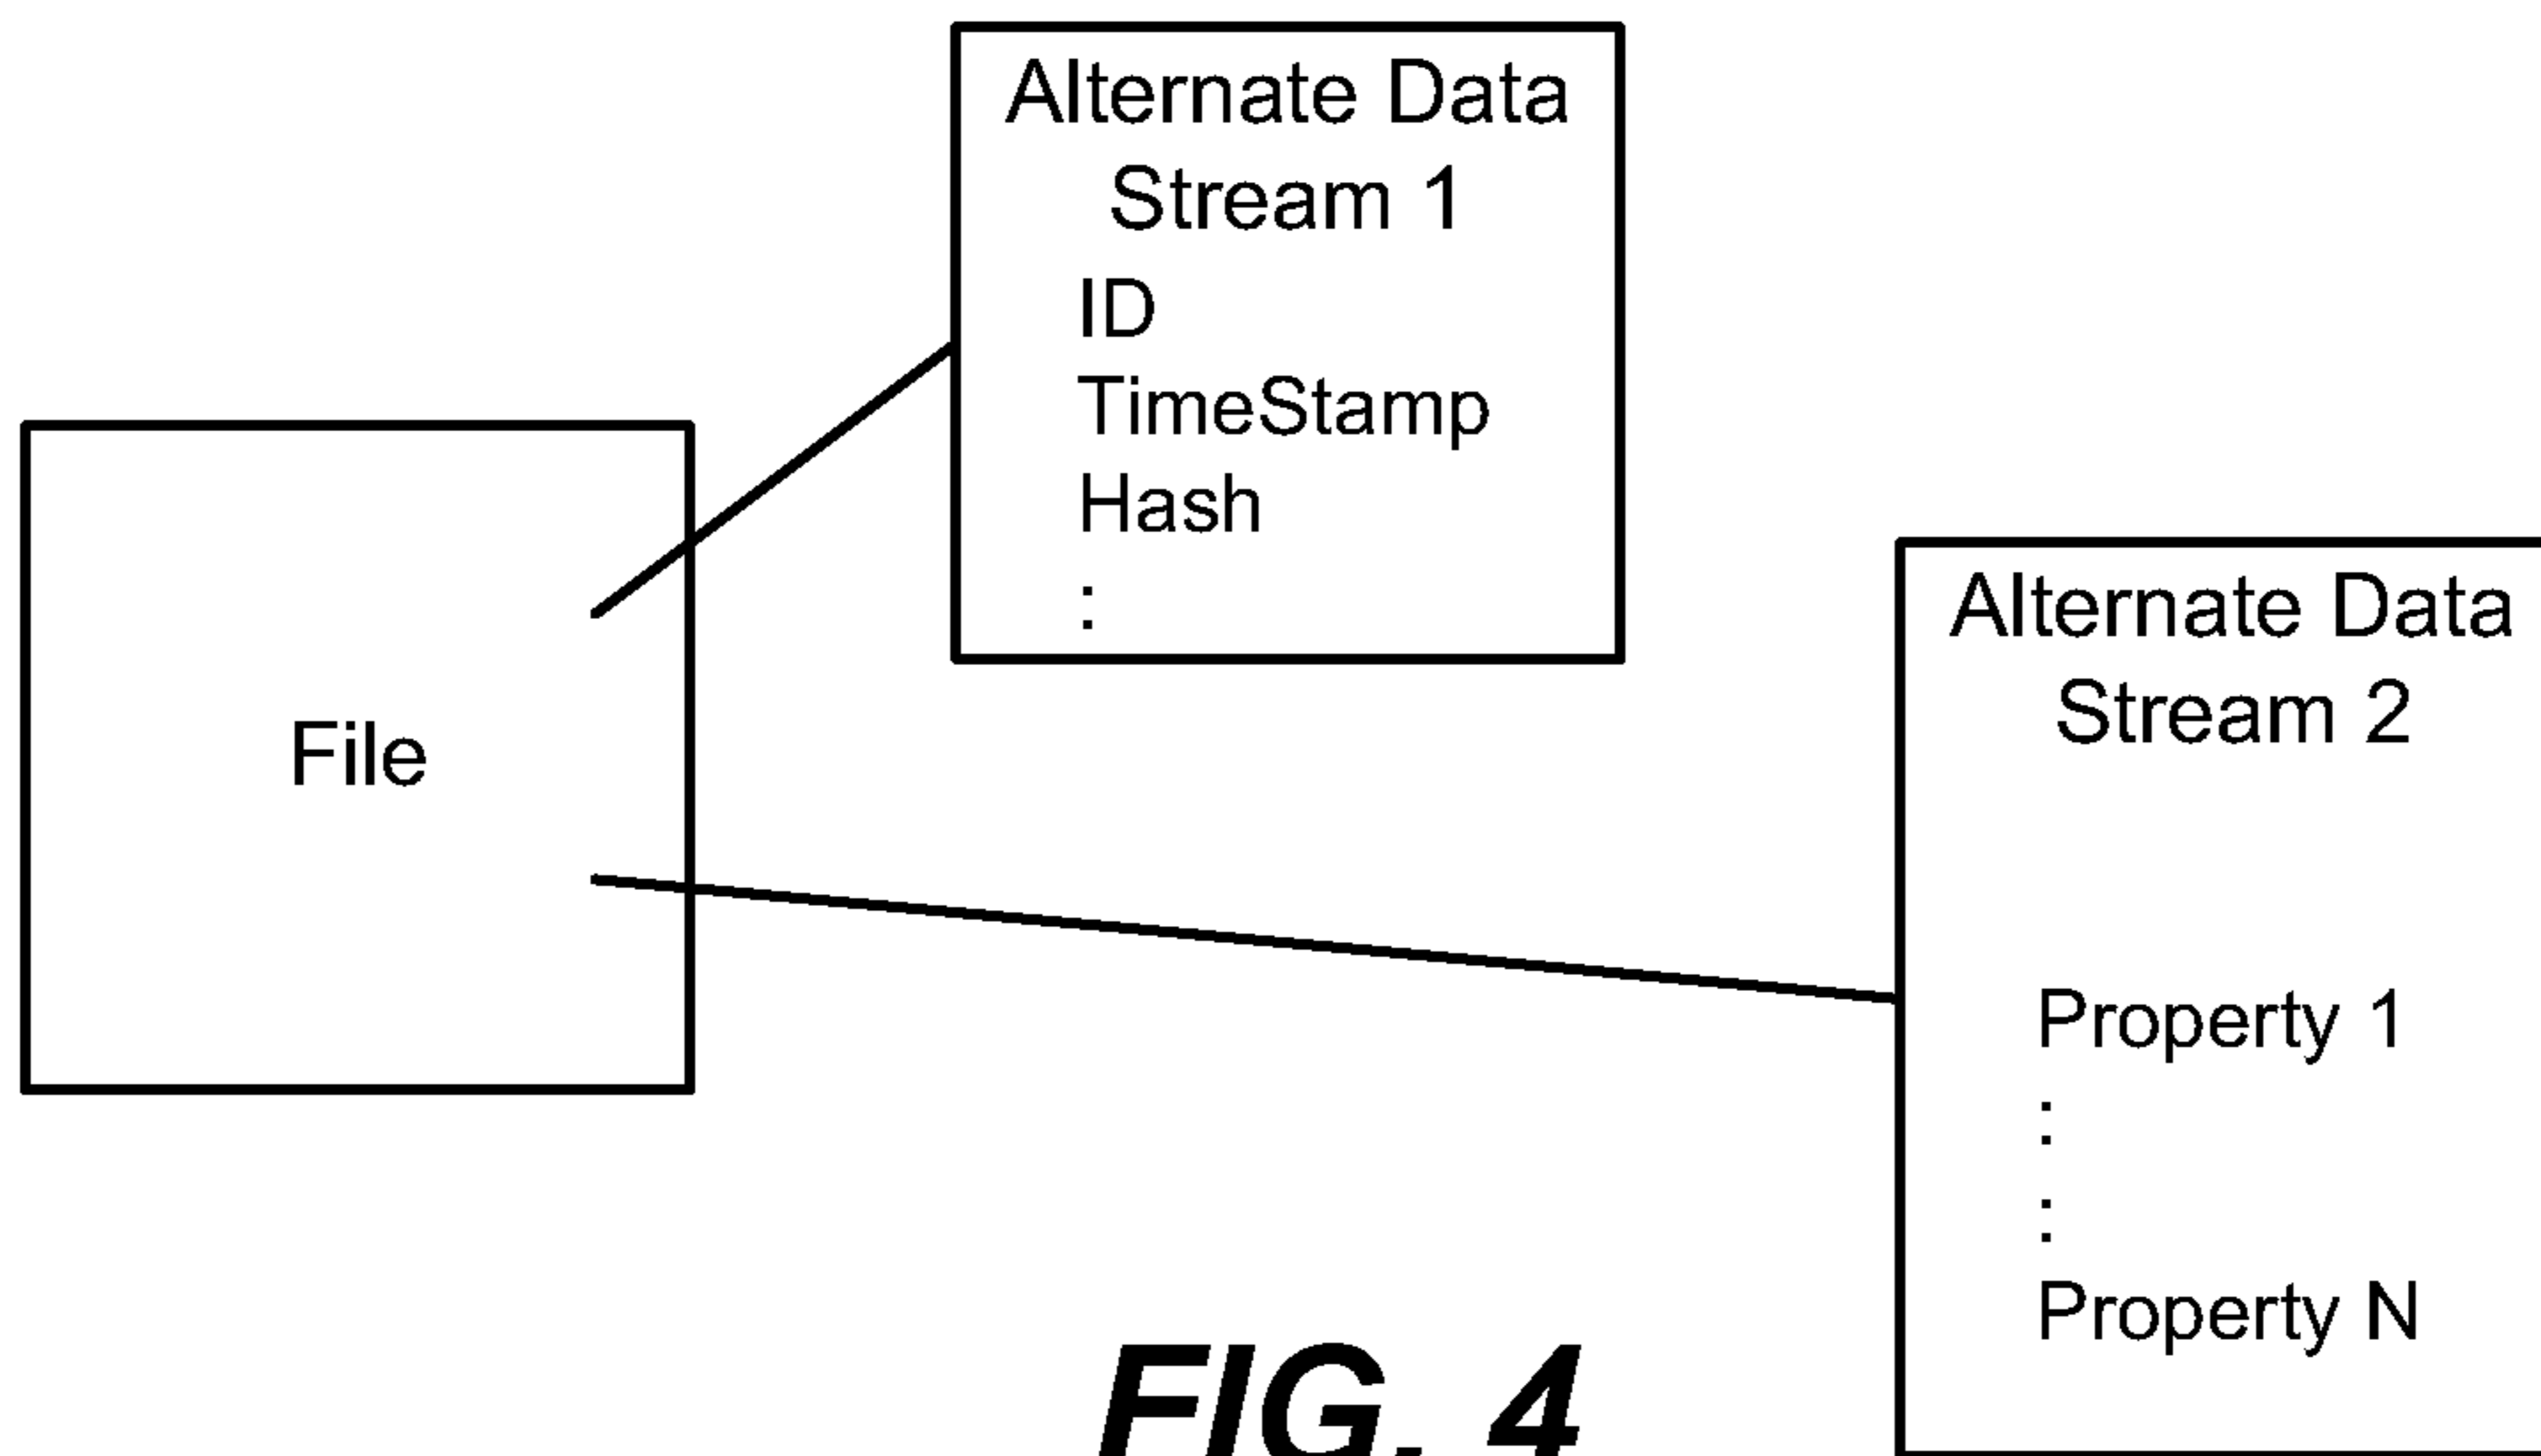 Alternate Data
Stream 1
ID
TimeStamp
Hash
:
File
Alternate Data
Stream 2
Property 1
:
:
Property N
FIG. 4